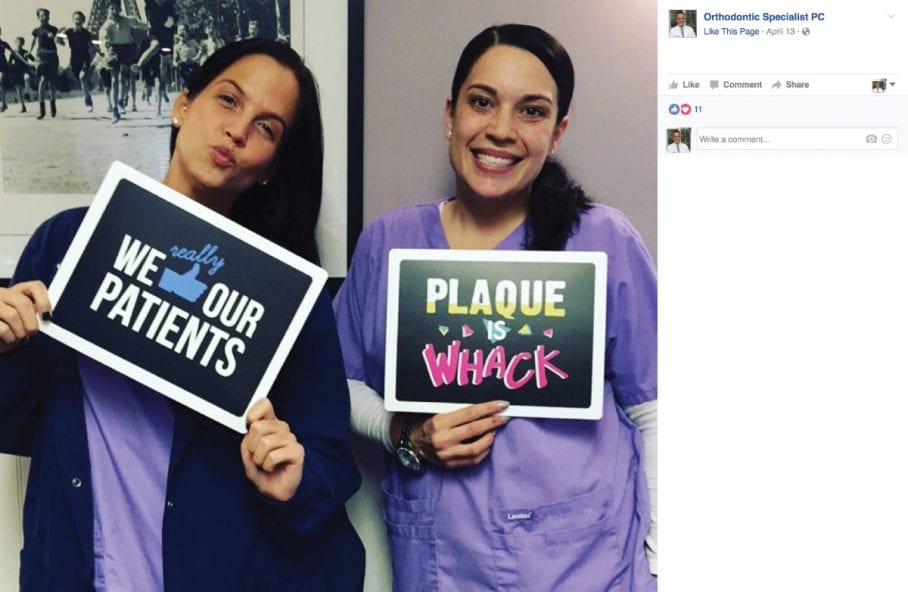 WE really
OUR
PATIENTS
PLAQUE
IS
WHACK
Landau
Orthodontic Specialist PC
Like This Page · April 13 ·
Like Comment Share
11
Write a comment...